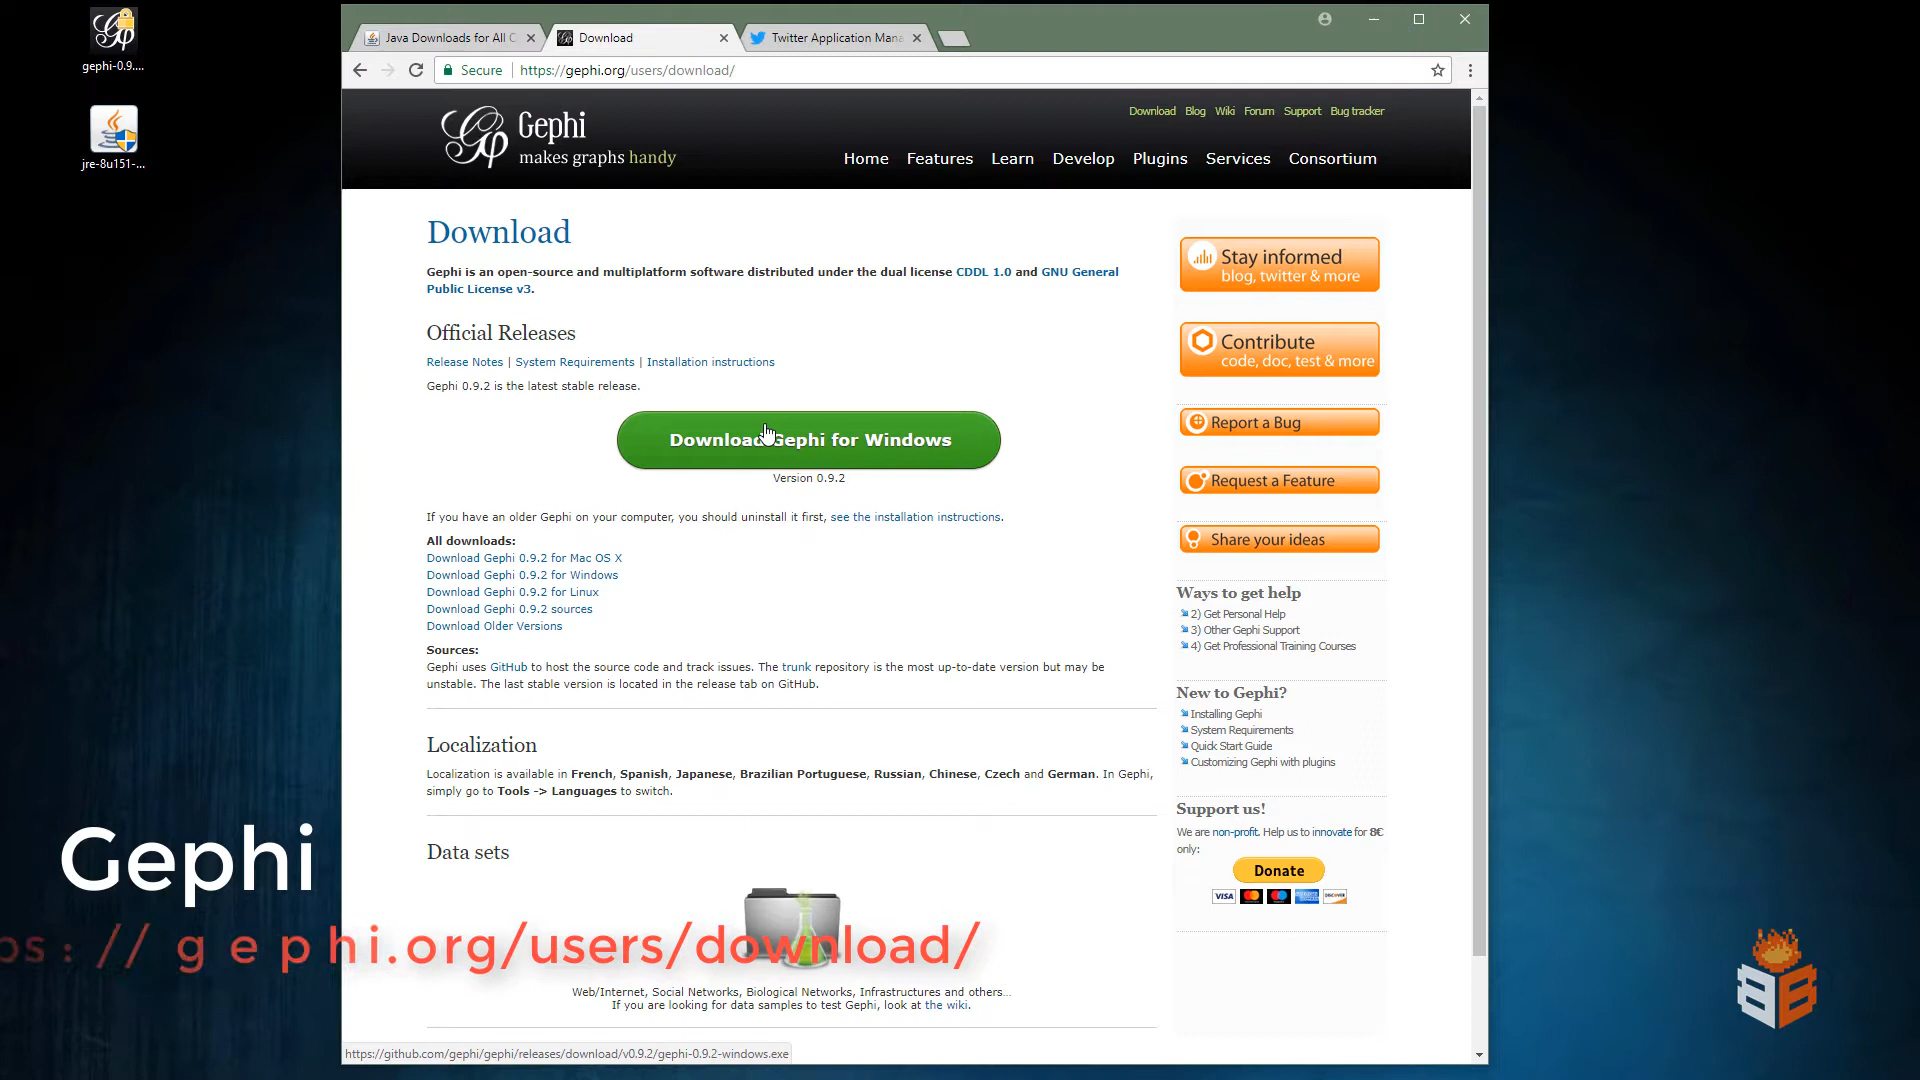 gephi-0.9....
jre-8u151-...
Java Downloads for All C
Download
Twitter Application Mana
Secure
https://gephi.org/users/download/
Gephi
makes graphs handy
Download Blog Wiki Forum Support Bug tracker
Home Features Learn Develop Plugins Services Consortium
Download
Gephi is an open-source and multiplatform software distributed under the dual license CDDL 1.0 and GNU General
Public License v3.
Official Releases
Release Notes | System Requirements | Installation instructions
Gephi 0.9.2 is the latest stable release.
Download Gephi for Windows
Version 0.9.2
If you have an older Gephi on your computer, you should uninstall it first, see the installation instructions.
All downloads:
Download Gephi 0.9.2 for Mac OS X
Download Gephi 0.9.2 for Windows
Download Gephi 0.9.2 for Linux
Download Gephi 0.9.2 sources
Download Older Versions
Sources:
Gephi uses GitHub to host the source code and track issues. The trunk repository is the most up-to-date version but may be
unstable. The last stable version is located in the release tab on GitHub.
Localization
Localization is available in French, Spanish, Japanese, Brazilian Portuguese, Russian, Chinese, Czech and German. In Gephi,
simply go to Tools -> Languages to switch.
Data sets
Web/Internet, Social Networks, Biological Networks, Infrastructures and others...
If you are looking for data samples to test Gephi, look at the wiki.
Stay informed
blog, twitter & more
Contribute
code, doc, test & more
Report a Bug
Request a Feature
Share your ideas
Ways to get help
2) Get Personal Help
3) Other Gephi Support
4) Get Professional Training Courses
New to Gephi?
Installing Gephi
System Requirements
Quick Start Guide
Customizing Gephi with plugins
Support us!
We are non-profit. Help us to innovate for 8€
only:
Donate
VISA
Gephi
ps://gephi.org/users/download/
https://github.com/gephi/gephi/releases/download/v0.9.2/gephi-0.9.2-windows.exe